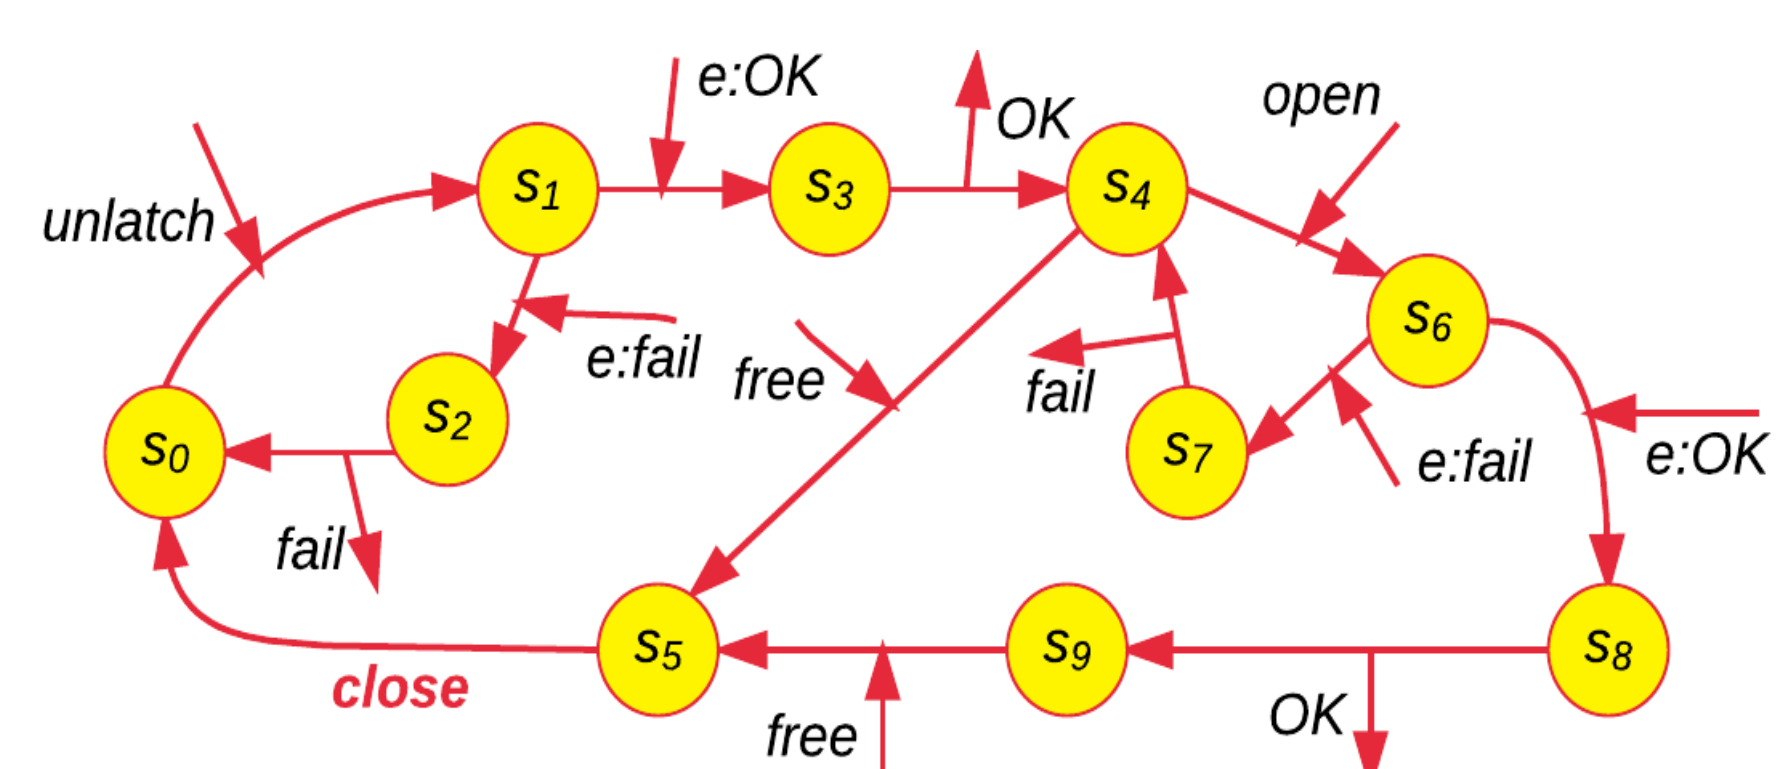 e:OK
OK
open
unlatch
s1
s3
s4
s6
e:fail
free
fail
s0
s2
s7
e:fail
e:OK
fail
s5
s9
s8
close
free
OK